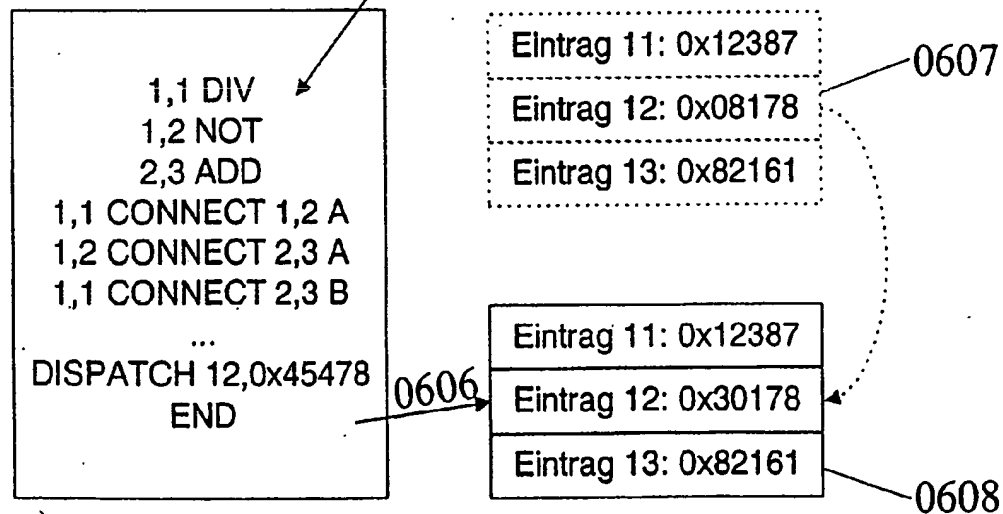 1,1 DIV
1,2 NOT
2,3 ADD
1,1 CONNECT 1,2 A
1,2 CONNECT 2,3 A
1,1 CONNECT 2,3 B
...
DISPATCH 12,0x45478
END
Eintrag 11: 0x12387
Eintrag 12: 0x08178
Eintrag 13: 0x82161
0607
0606
Eintrag 11: 0x12387
Eintrag 12: 0x30178
Eintrag 13: 0x82161
0608